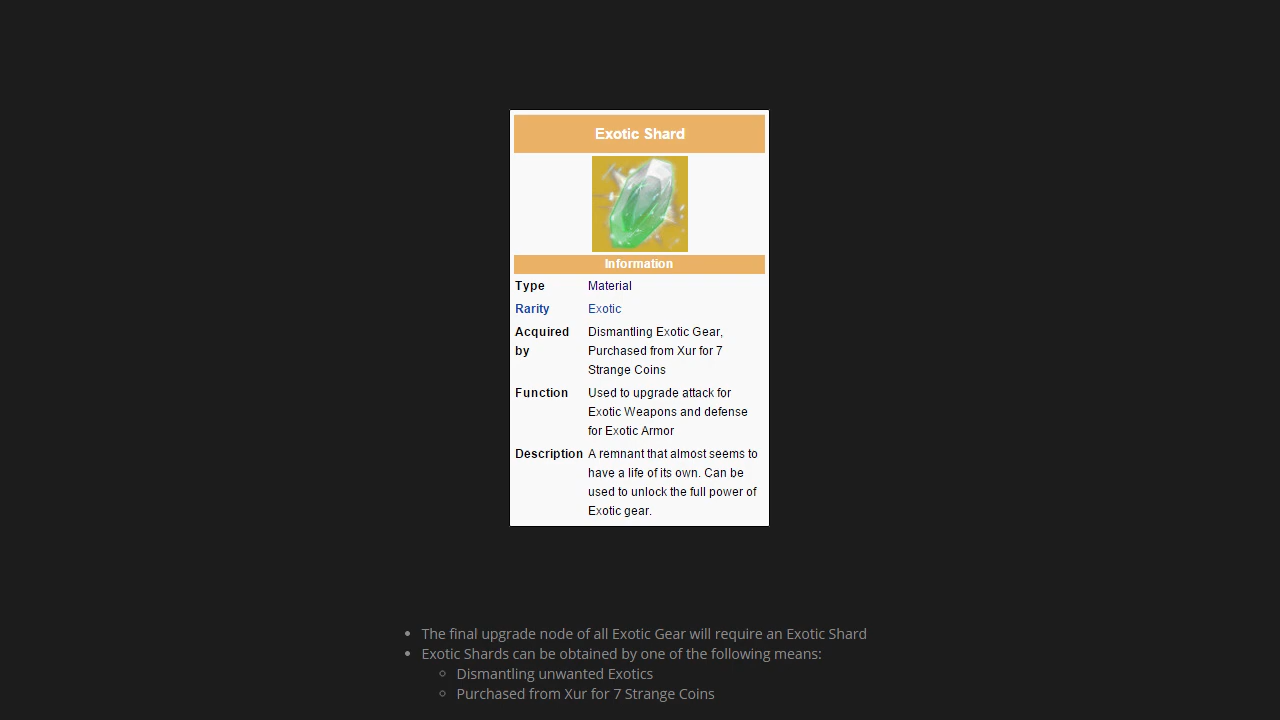 Exotic Shard
Information
Type Material
Rarity Exotic
Acquired by Dismantling Exotic Gear,
Purchased from Xur for 7
Strange Coins
Function Used to upgrade attack for
Exotic Weapons and defense
for Exotic Armor
Description A remnant that almost seems to
have a life of its own. Can be
used to unlock the full power of
Exotic gear.
• The final upgrade node of all Exotic Gear will require an Exotic Shard
• Exotic Shards can be obtained by one of the following means:
○ Dismantling unwanted Exotics
○ Purchased from Xur for 7 Strange Coins